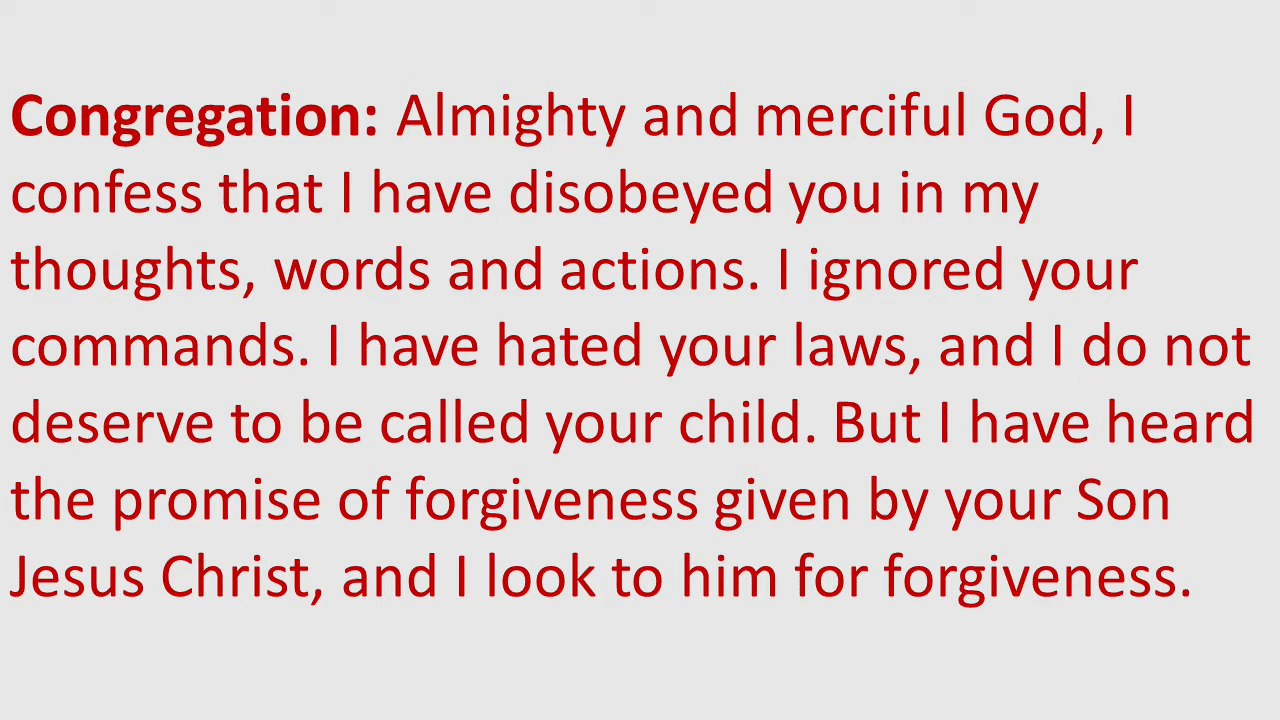 Congregation: Almighty and merciful God, I
confess that I have disobeyed you in my
thoughts, words and actions. I ignored your
commands. I have hated your laws, and I do not
deserve to be called your child. But I have heard
the promise of forgiveness given by your Son
Jesus Christ, and I look to him for forgiveness.